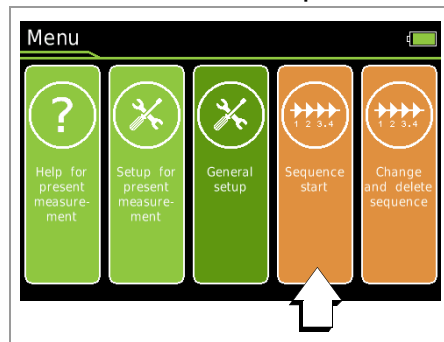 Menu
?
Help for
present
measure-
ment
Setup for
present
measure-
ment
General
setup
1 2 3.4
Sequence
start
1 2 3.4
Change
and delete
sequence